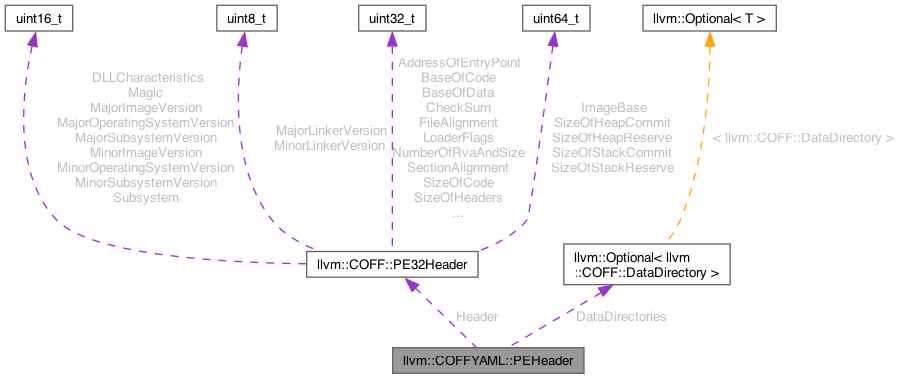 uint16_t
uint8_t
uint32_t
uint64_t
llvm::Optional< T >
DLLCharacteristics
Magic
MajorImageVersion
MajorOperatingSystemVersion
MajorSubsystemVersion
MinorImageVersion
MinorOperatingSystemVersion
MinorSubsystemVersion
Subsystem
MajorLinkerVersion
MinorLinkerVersion
AddressOfEntryPoint
BaseOfCode
BaseOfData
CheckSum
FileAlignment
LoaderFlags
NumberOfRvaAndSize
SectionAlignment
SizeOfCode
SizeOfHeaders
...
ImageBase
SizeOfHeapCommit
SizeOfHeapReserve
SizeOfStackCommit
SizeOfStackReserve
< llvm::COFF::DataDirectory >
llvm::COFF::PE32Header
llvm::Optional< llvm
::COFF::DataDirectory >
Header
DataDirectories
llvm::COFFYAML::PEHeader